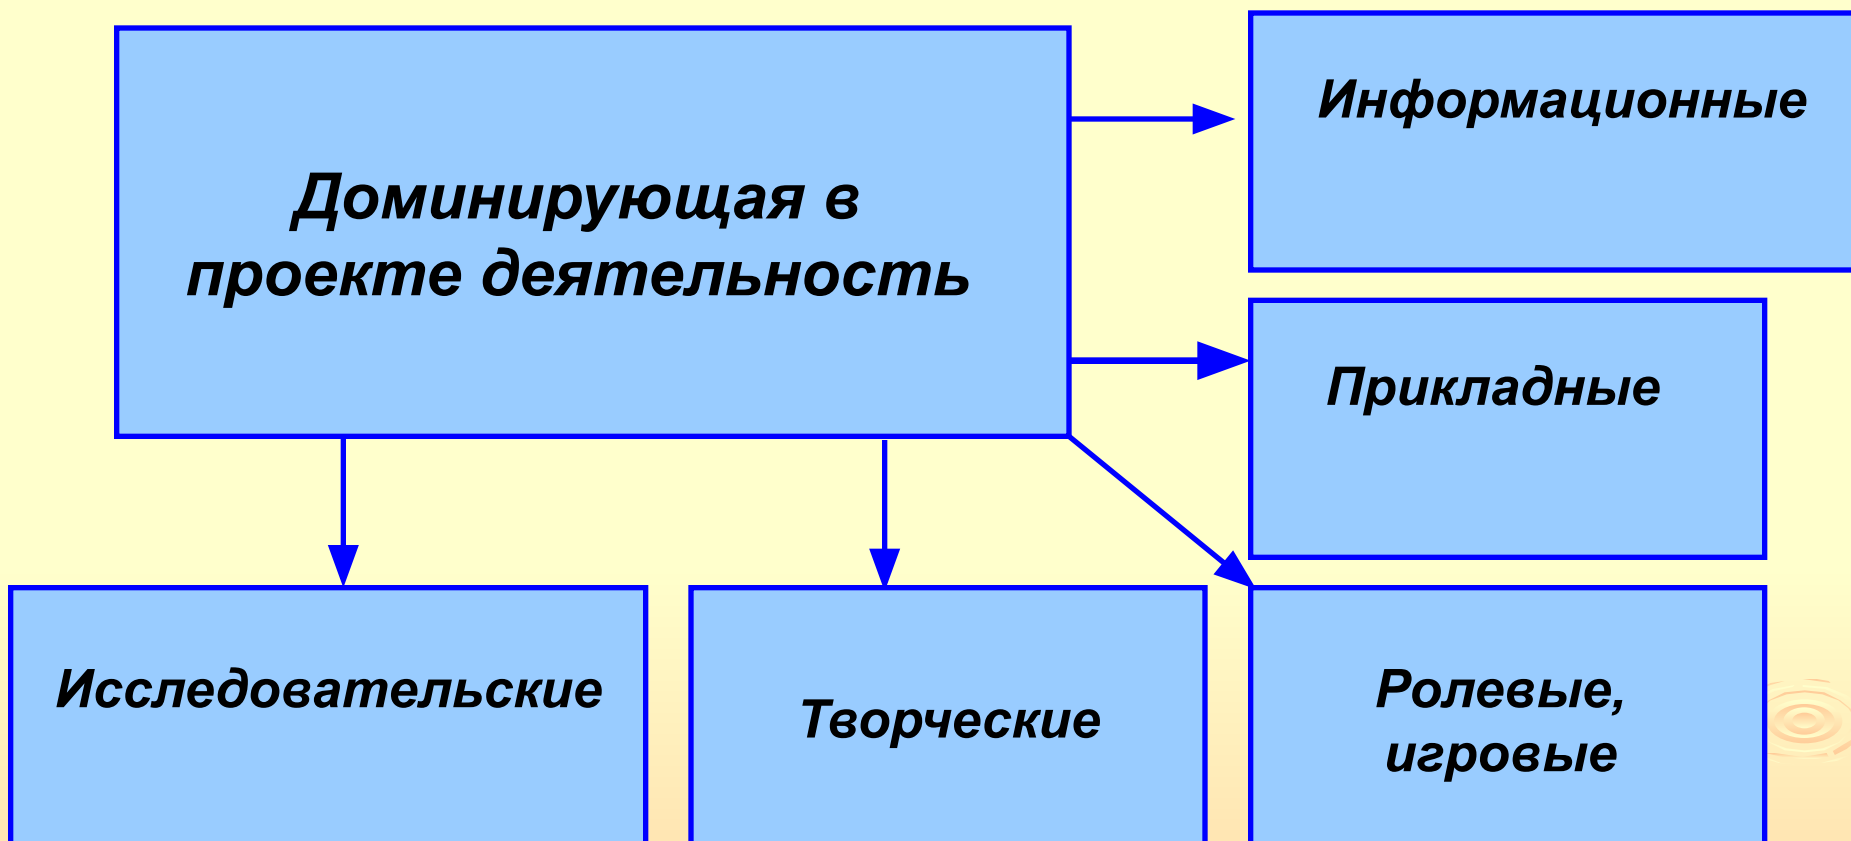 Доминирующая в
проекте деятельность
Информационные
Прикладные
Исследовательские
Творческие
Ролевые,
игровые